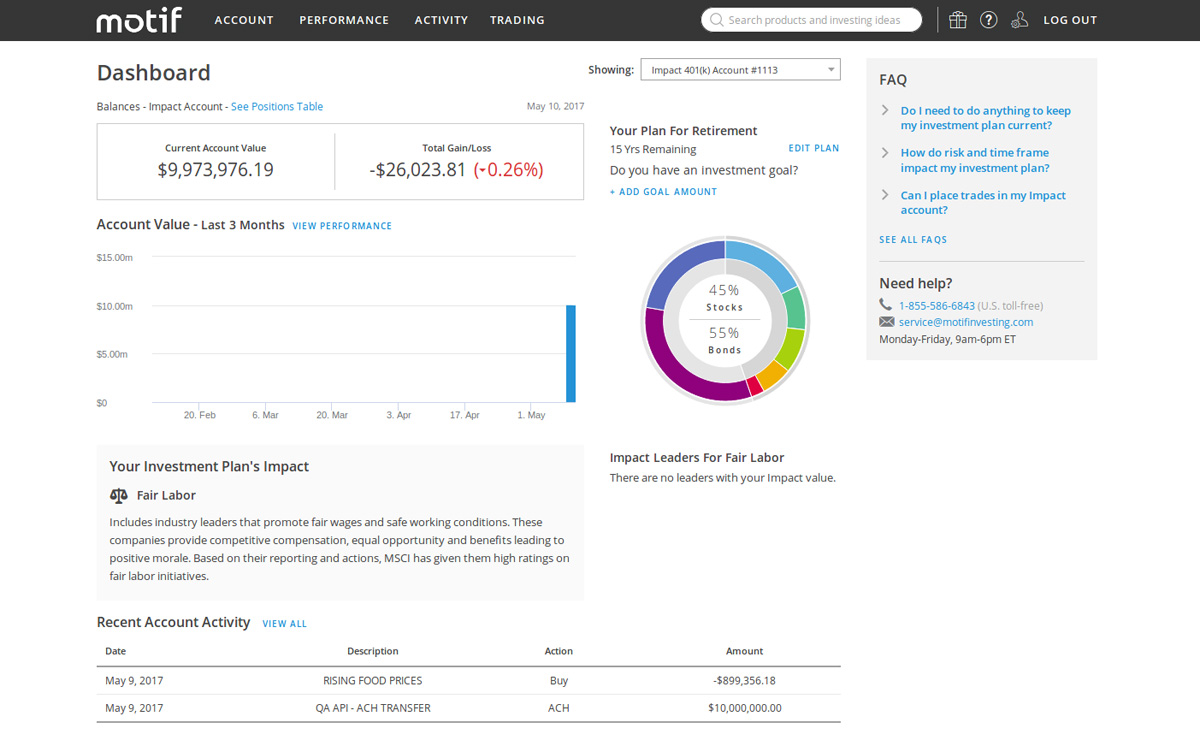 motif ACCOUNT PERFORMANCE ACTIVITY TRADING Search products and investing ideas ? LOG OUT
Dashboard
Showing: Impact 401(k) Account #1113
Balances - Impact Account - See Positions Table May 10, 2017
Current Account Value Total Gain/Loss
$9,973,976.19 -$26,023.81 (-0.26%)
Account Value - Last 3 Months VIEW PERFORMANCE
$15.00m
$10.00m
$5.00m
$0
20. Feb 6. Mar 20. Mar 3. Apr 17. Apr 1. May
Your Plan For Retirement
15 Yrs Remaining EDIT PLAN
Do you have an investment goal?
+ ADD GOAL AMOUNT
45%
Stocks
55%
Bonds
FAQ
Do I need to do anything to keep
my investment plan current?
How do risk and time frame
impact my investment plan?
Can I place trades in my Impact
account?
SEE ALL FAQS
Need help?
1-855-586-6843 (U.S. toll-free)
service@motifinvesting.com
Monday-Friday, 9am-6pm ET
Your Investment Plan's Impact
Fair Labor
Includes industry leaders that promote fair wages and safe working conditions. These
companies provide competitive compensation, equal opportunity and benefits leading to
positive morale. Based on their reporting and actions, MSCI has given them high ratings on
fair labor initiatives.
Impact Leaders For Fair Labor
There are no leaders with your Impact value.
Recent Account Activity VIEW ALL
Date Description Action Amount
May 9, 2017 RISING FOOD PRICES Buy -$899,356.18
May 9, 2017 QA API - ACH TRANSFER ACH $10,000,000.00